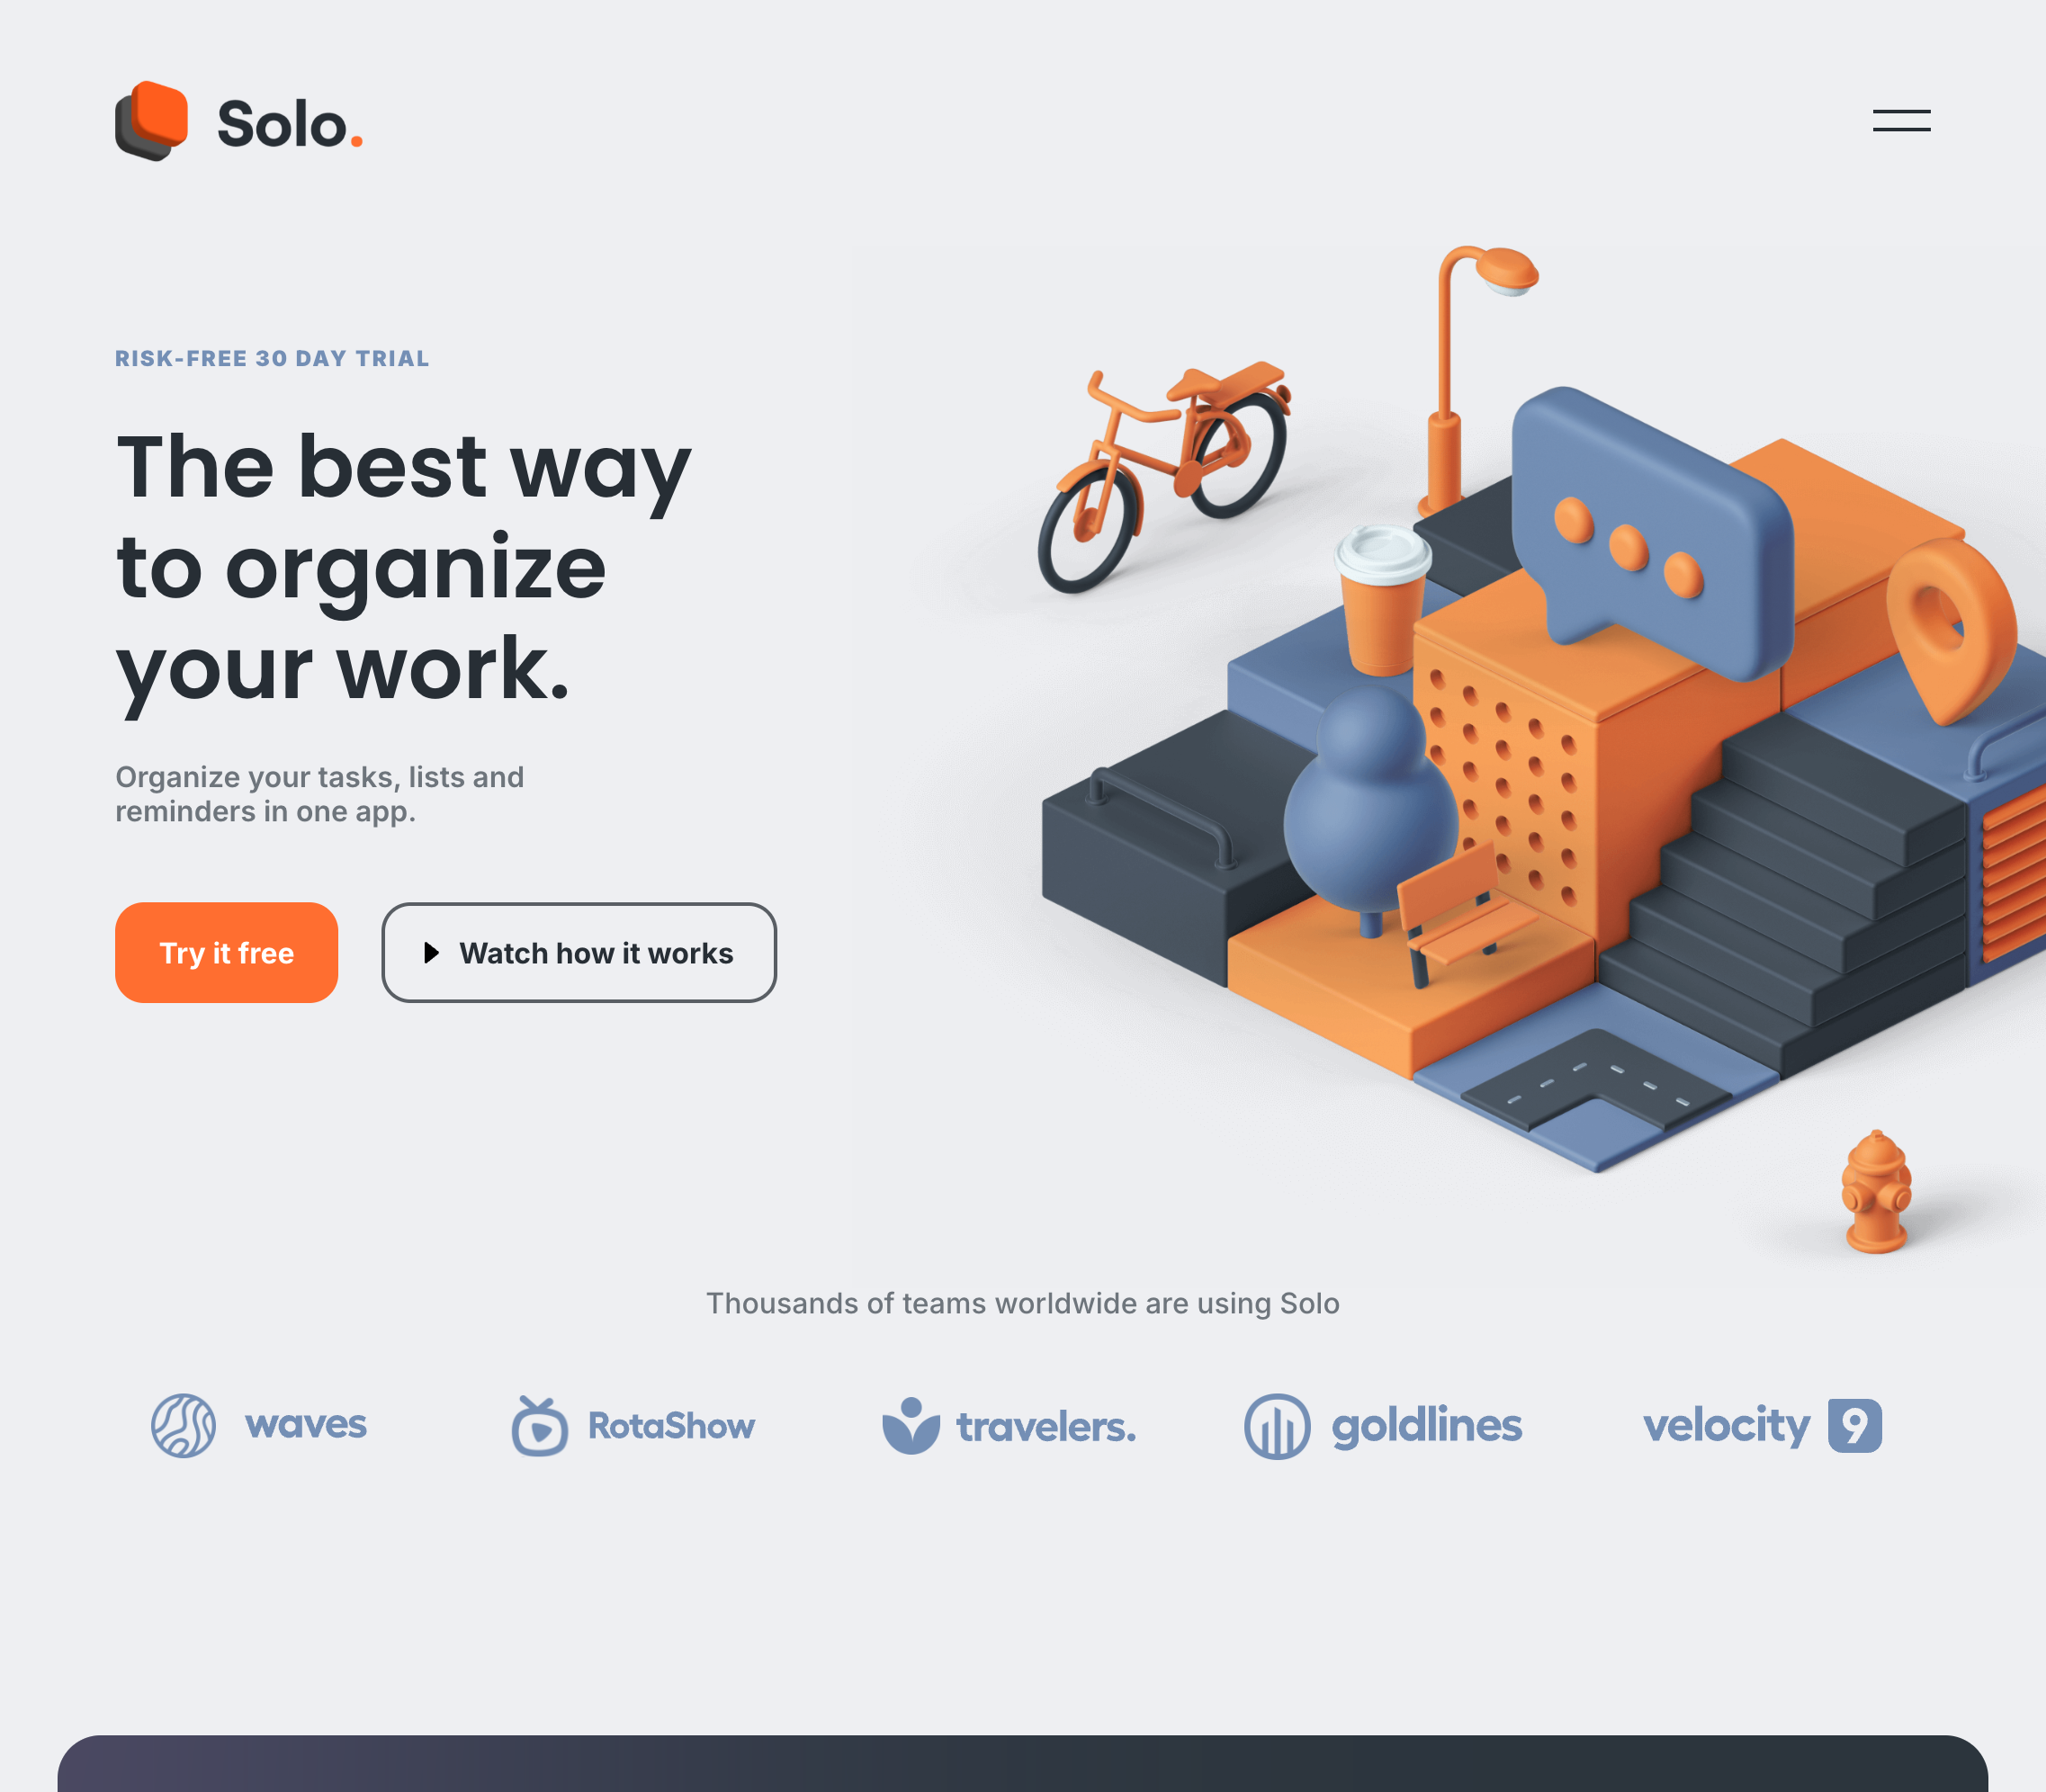 Solo.
RISK-FREE 30 DAY TRIAL
The best way
to organize
your work.
Organize your tasks, lists and
reminders in one app.
Try it free
Watch how it works
Thousands of teams worldwide are using Solo
waves
RotaShow
travelers.
goldlines
velocity 9